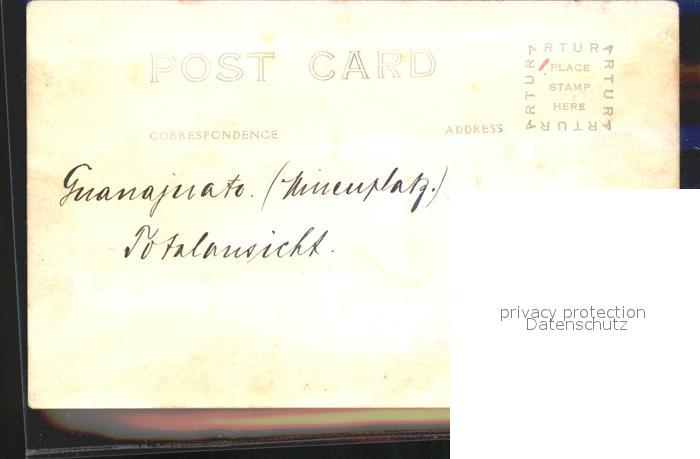 POST CARD
ARTURA
ARTURA
ARTURA
ARTURA
PLACE
STAMP
HERE
CORRESPONDENCE
ADDRESS
Guanajuato. (Minenplatz.)
Totalansicht.
privacy protection
Datenschutz